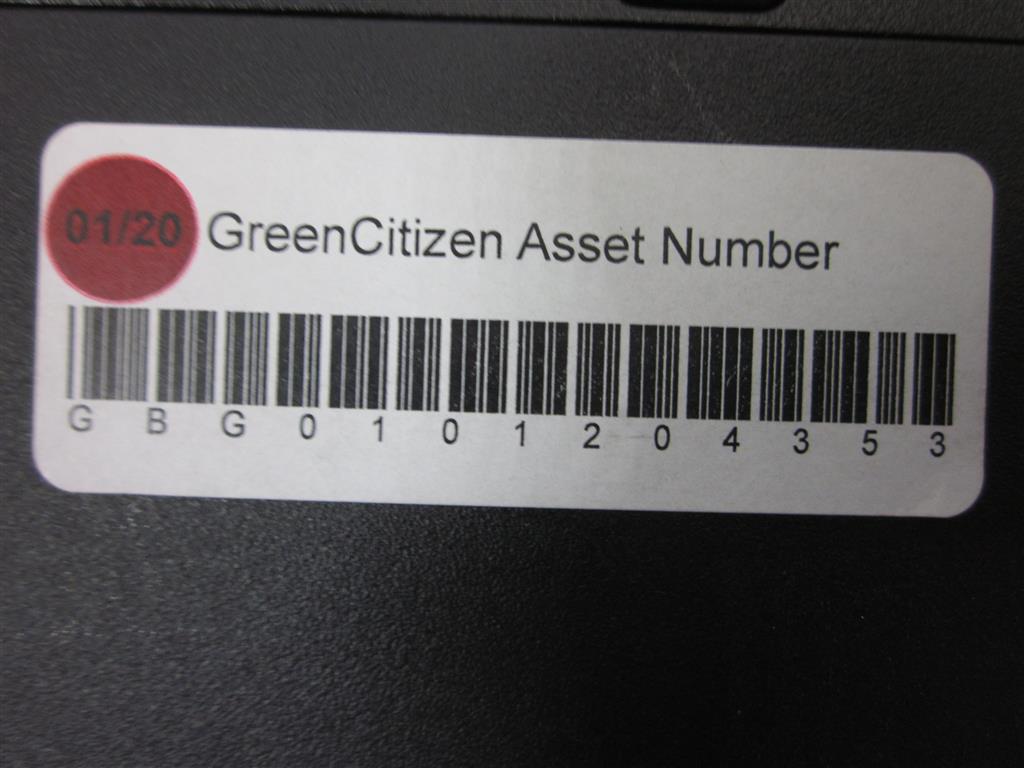 01/20 GreenCitizen Asset Number
G B G 0 1 0 1 2 0 4 3 5 3